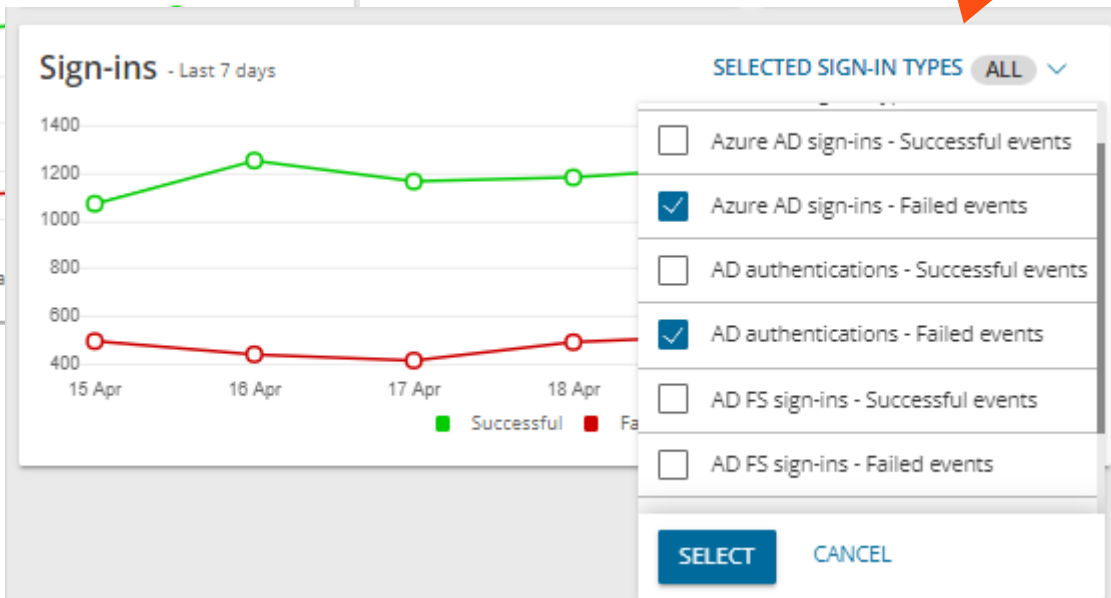 Sign-ins - Last 7 days
SELECTED SIGN-IN TYPES ALL
1400
1200
1000
800
600
400
15 Apr 16 Apr 17 Apr 18 Apr
Successful Fa
Azure AD sign-ins - Successful events
Azure AD sign-ins - Failed events
AD authentications - Successful events
AD authentications - Failed events
AD FS sign-ins - Successful events
AD FS sign-ins - Failed events
SELECT CANCEL